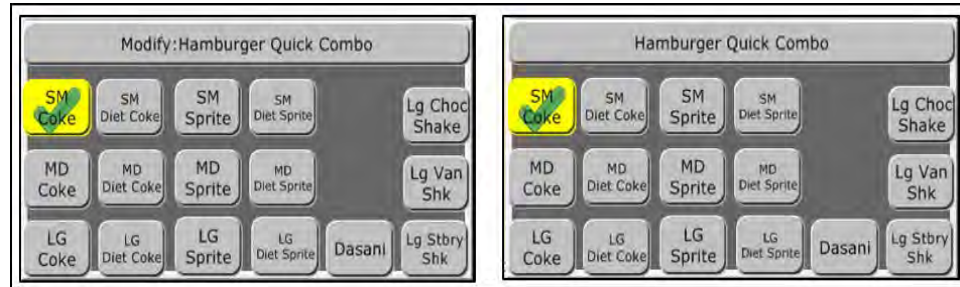 Modify:Hamburger Quick Combo
SM
Coke
SM
Diet Coke
SM
Sprite
SM
Diet Sprite
Lg Choc
Shake
MD
Coke
MD
Diet Coke
MD
Sprite
MD
Diet Sprite
Lg Van
Shk
LG
Coke
LG
Diet Coke
LG
Sprite
LG
Diet Sprite
Dasani
Lg Stbry
Shk
Hamburger Quick Combo
SM
Coke
SM
Diet Coke
SM
Sprite
SM
Diet Sprite
Lg Choc
Shake
MD
Coke
MD
Diet Coke
MD
Sprite
MD
Diet Sprite
Lg Van
Shk
LG
Coke
LG
Diet Coke
LG
Sprite
LG
Diet Sprite
Dasani
Lg Stbry
Shk